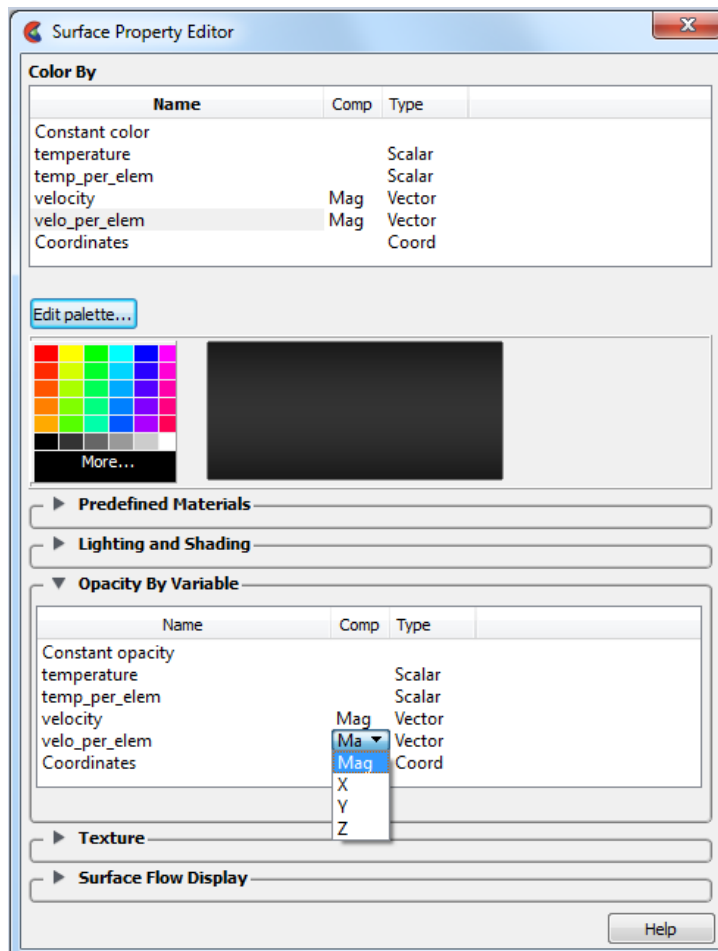 Surface Property Editor
Color By
Name Comp Type
Constant color
temperature Scalar
temp_per_elem Scalar
velocity Mag Vector
velo_per_elem Mag Vector
Coordinates Coord
Edit palette...
More...
Predefined Materials
Lighting and Shading
Opacity By Variable
Name Comp Type
Constant opacity
temperature Scalar
temp_per_elem Scalar
velocity Mag Vector
velo_per_elem Ma Vector
Coordinates Mag Coord
X
Y
Z
Texture
Surface Flow Display
Help